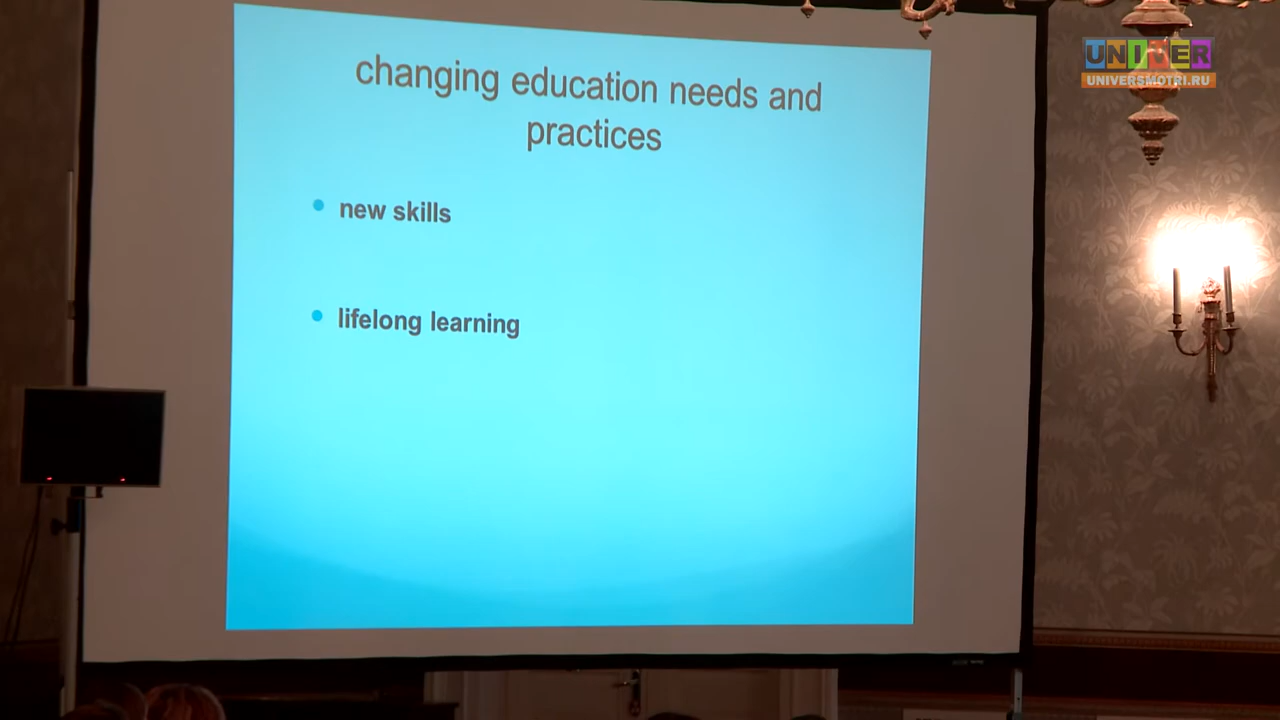 UNIVER
UNIVERSMOTRI.RU
changing education needs and
practices
new skills
lifelong learning